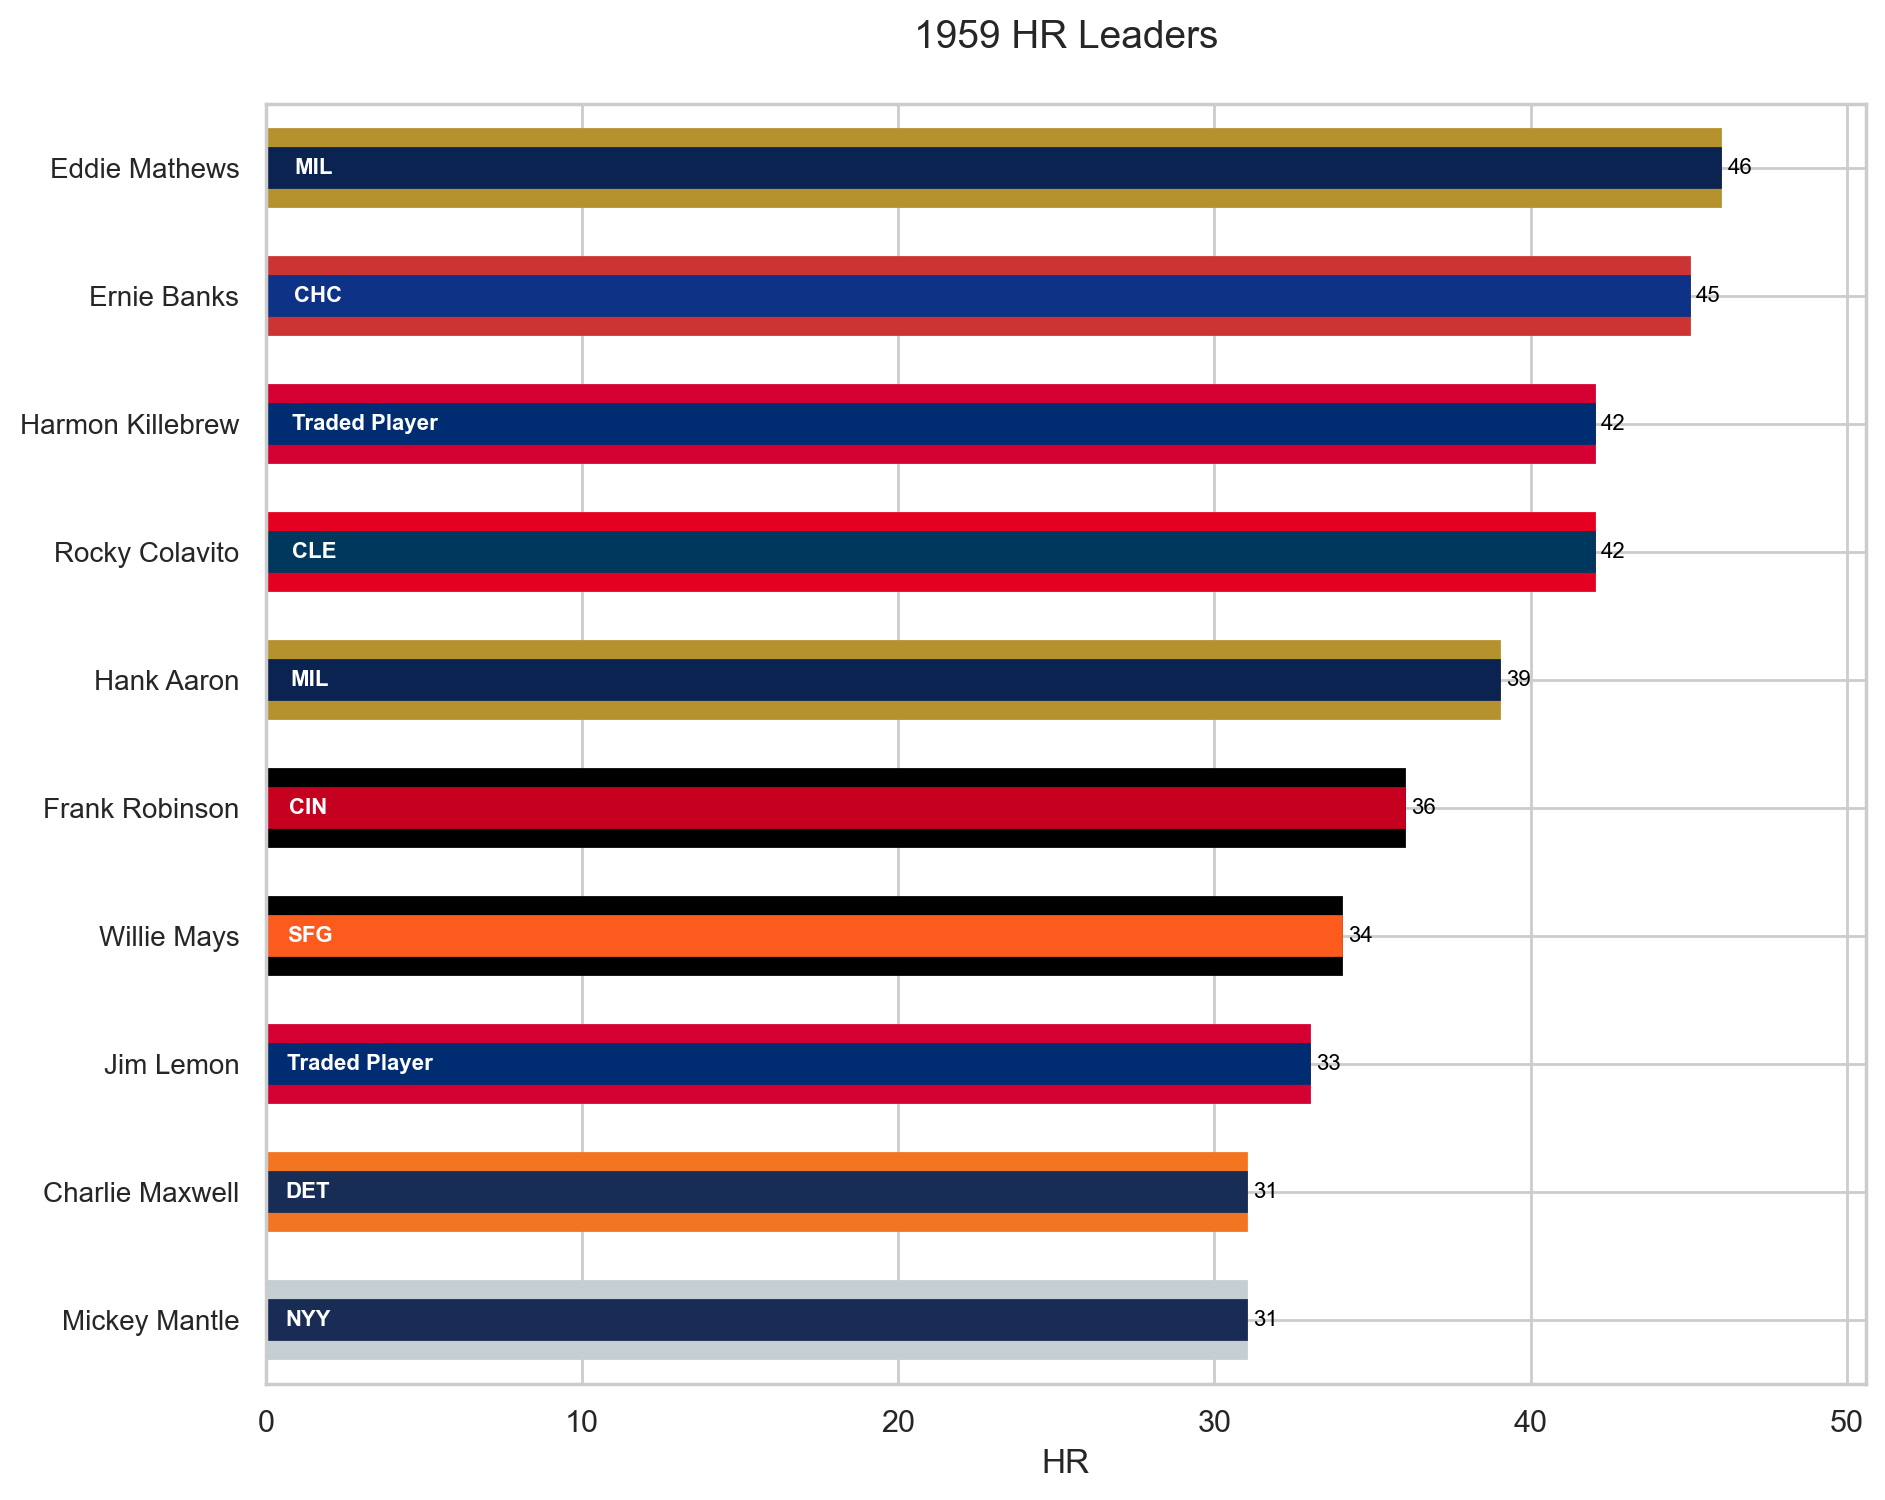 1959 HR Leaders
Eddie Mathews MIL 46
Ernie Banks CHC 45
Harmon Killebrew Traded Player 42
Rocky Colavito CLE 42
Hank Aaron MIL 39
Frank Robinson CIN 36
Willie Mays SFG 34
Jim Lemon Traded Player 33
Charlie Maxwell DET 31
Mickey Mantle NYY 31
0 10 20 30 40 50
HR